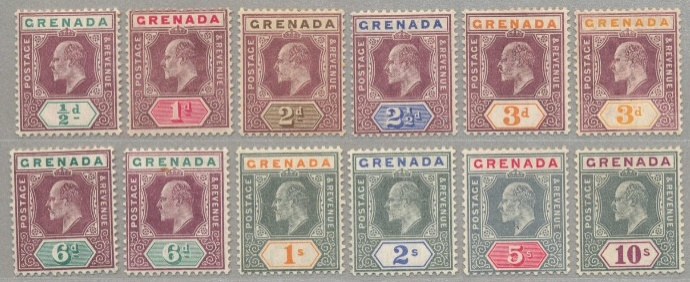 GRENADA
POSTAGE & REVENUE
½d
GRENADA
POSTAGE & REVENUE
1d
GRENADA
POSTAGE & REVENUE
2d
GRENADA
POSTAGE & REVENUE
2½d
GRENADA
POSTAGE & REVENUE
3d
GRENADA
POSTAGE & REVENUE
3d
GRENADA
POSTAGE & REVENUE
6d
GRENADA
POSTAGE & REVENUE
6d
GRENADA
POSTAGE & REVENUE
1s
GRENADA
POSTAGE & REVENUE
2s
GRENADA
POSTAGE & REVENUE
5s
GRENADA
POSTAGE & REVENUE
10s